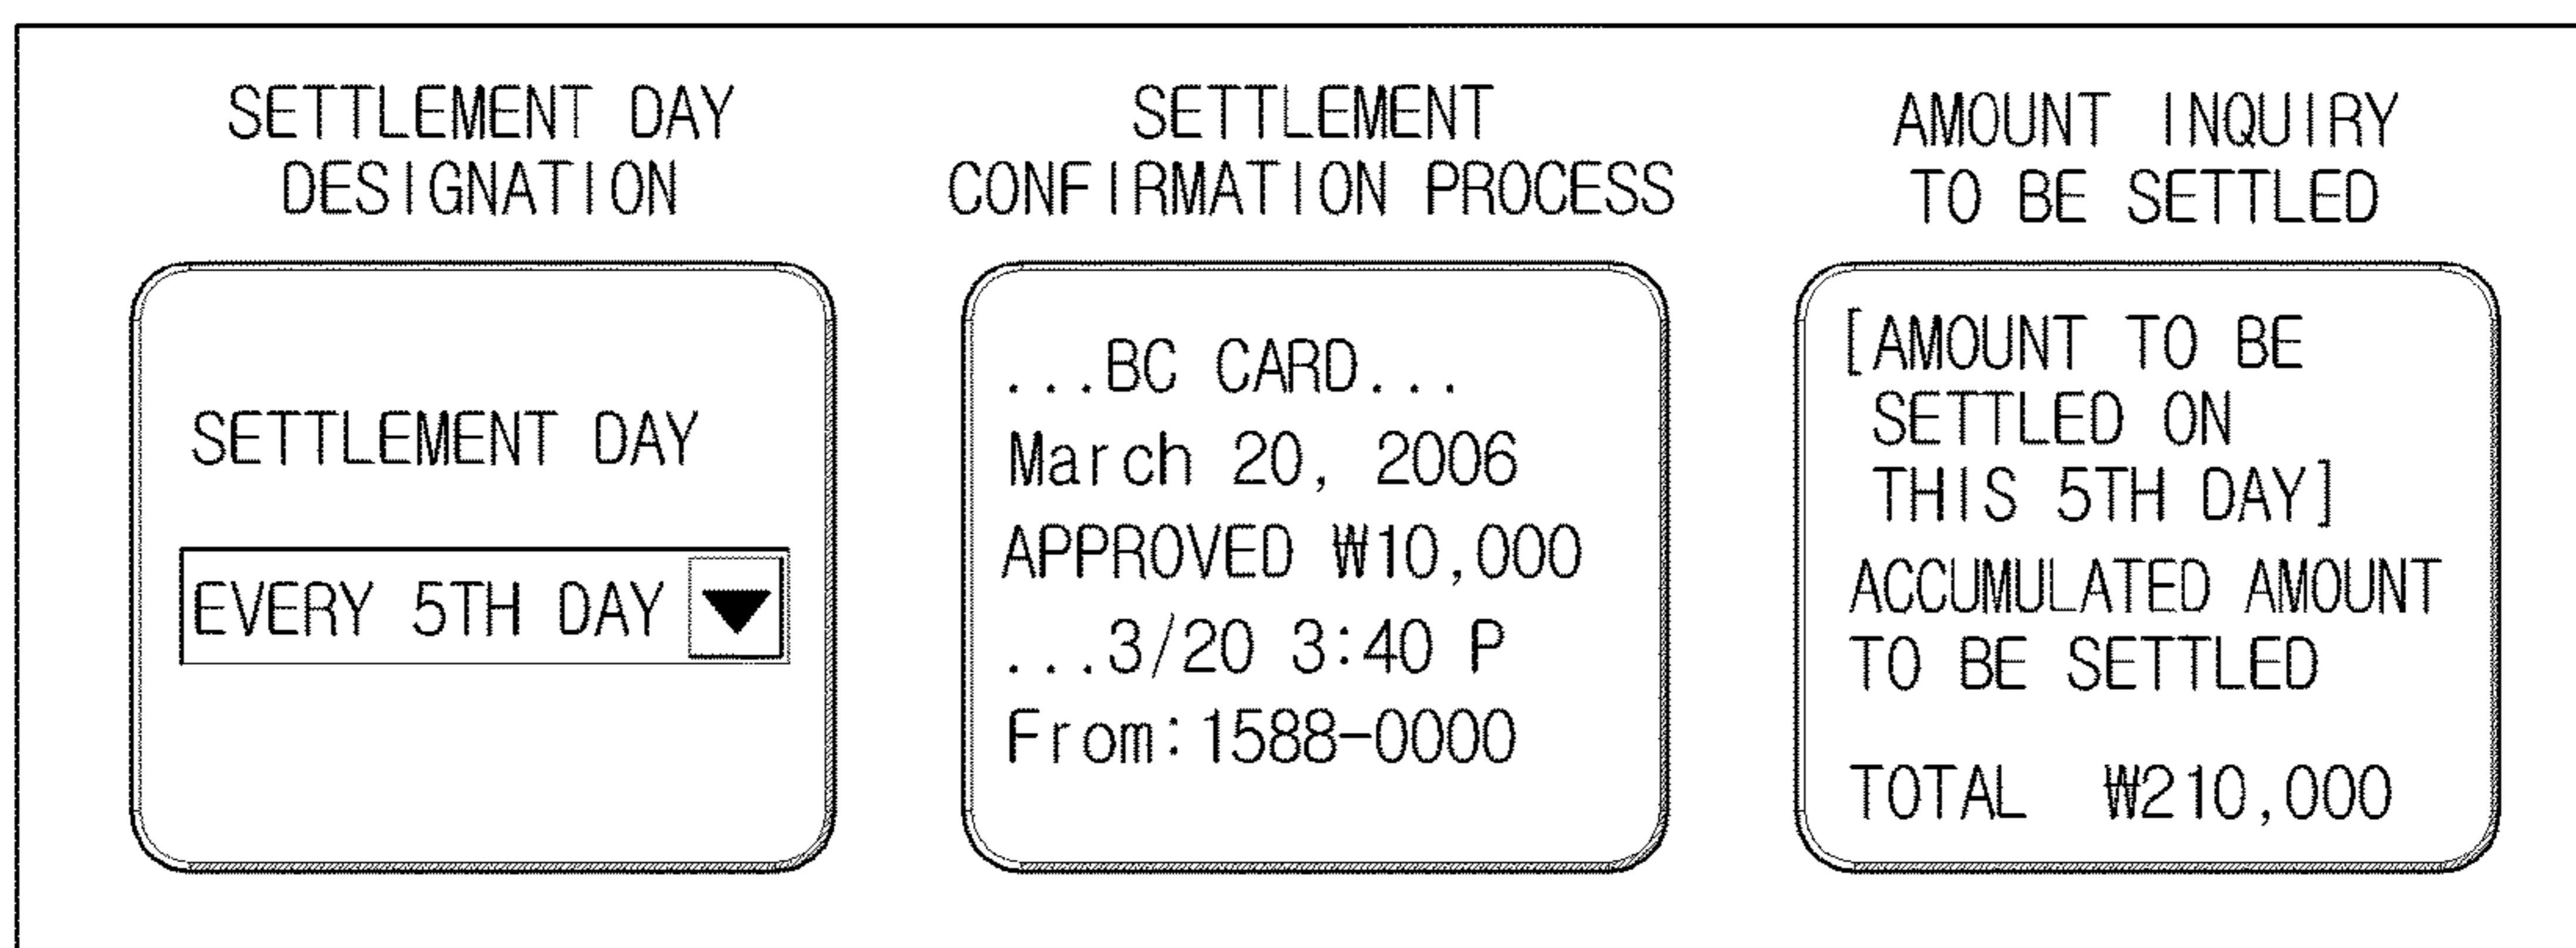 SETTLEMENT DAY
DESIGNATION
SETTLEMENT DAY
EVERY 5TH DAY
SETTLEMENT
CONFIRMATION PROCESS
...BC CARD...
March 20, 2006
APPROVED ₩10,000
...3/20 3:40 P
From:1588-0000
AMOUNT INQUIRY
TO BE SETTLED
[AMOUNT TO BE
SETTLED ON
THIS 5TH DAY]
ACCUMULATED AMOUNT
TO BE SETTLED
TOTAL ₩210,000